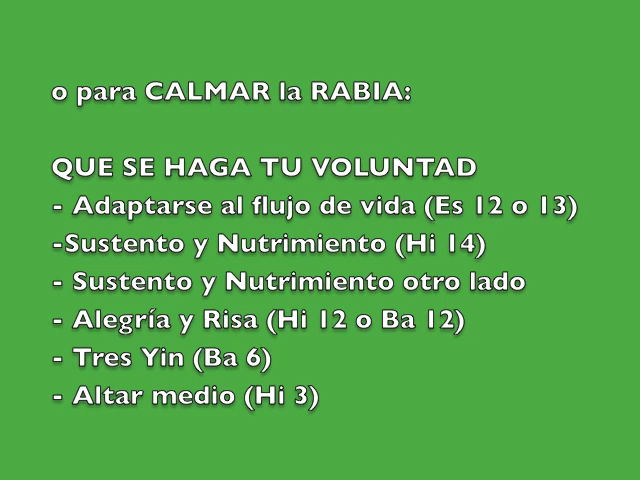 o para CALMAR la RABIA:
QUE SE HAGA TU VOLUNTAD
- Adaptarse al flujo de vida (Es 12 o 13)
-Sustento y Nutrimiento (Hi 14)
- Sustento y Nutrimiento otro lado
- Alegría y Risa (Hi 12 o Ba 12)
- Tres Yin (Ba 6)
- Altar medio (Hi 3)